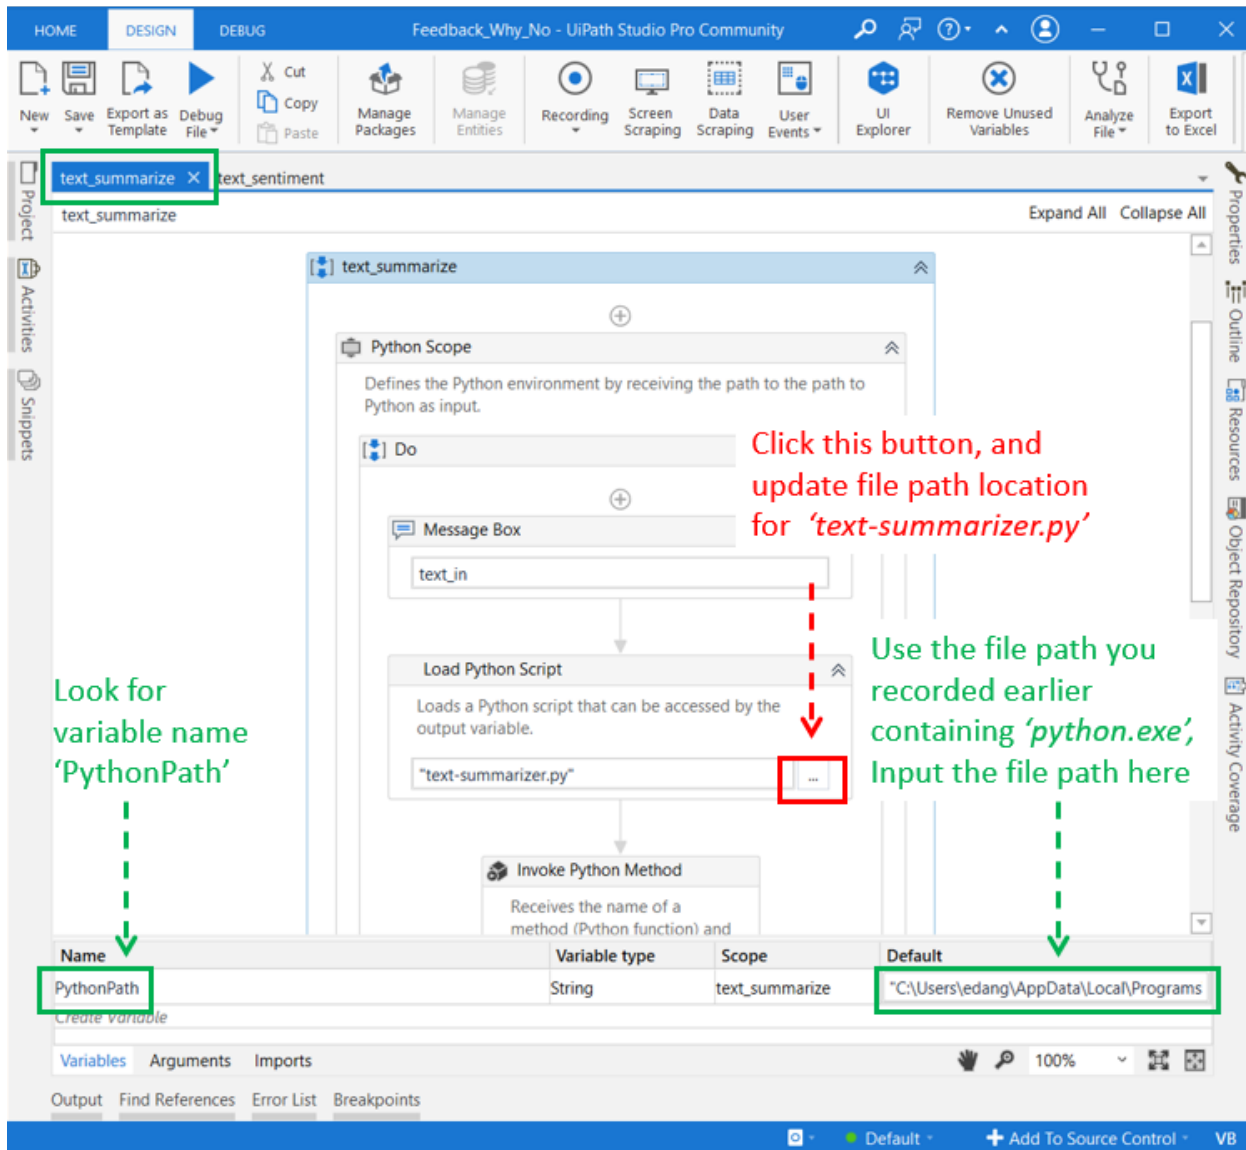 HOME DESIGN DEBUG Feedback_Why_No - UiPath Studio Pro Community
New Save Export as Template Debug File Cut Copy Paste Manage Packages Manage Entities Recording Screen Scraping Data Scraping User Events UI Explorer Remove Unused Variables Analyze File Export to Excel
text_summarize text_sentiment
text_summarize Expand All Collapse All
Project
Activities
Snippets
Properties
Outline
Resources
Object Repository
Activity Coverage
text_summarize
Python Scope
Defines the Python environment by receiving the path to the path to
Python as input.
Do
Click this button, and
update file path location
for 'text-summarizer.py'
Message Box
text_in
Load Python Script
Loads a Python script that can be accessed by the
output variable.
"text-summarizer.py" ...
Look for
variable name
'PythonPath'
Use the file path you
recorded earlier
containing 'python.exe',
Input the file path here
Invoke Python Method
Receives the name of a
method (Python function) and
Name Variable type Scope Default
PythonPath String text_summarize "C:\Users\edang\AppData\Local\Programs
Create Variable
Variables Arguments Imports 100%
Output Find References Error List Breakpoints
Default Add To Source Control VB